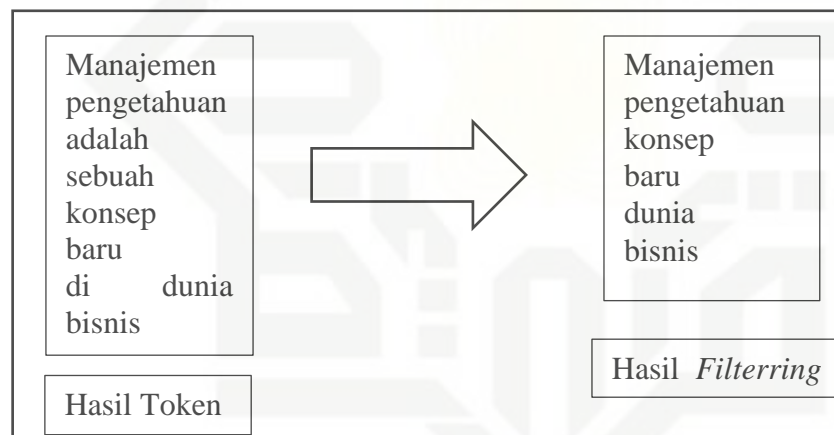 Manajemen
pengetahuan
adalah
sebuah
konsep
baru
di dunia
bisnis
Hasil Token
Manajemen
pengetahuan
konsep
baru
dunia
bisnis
Hasil Filterring